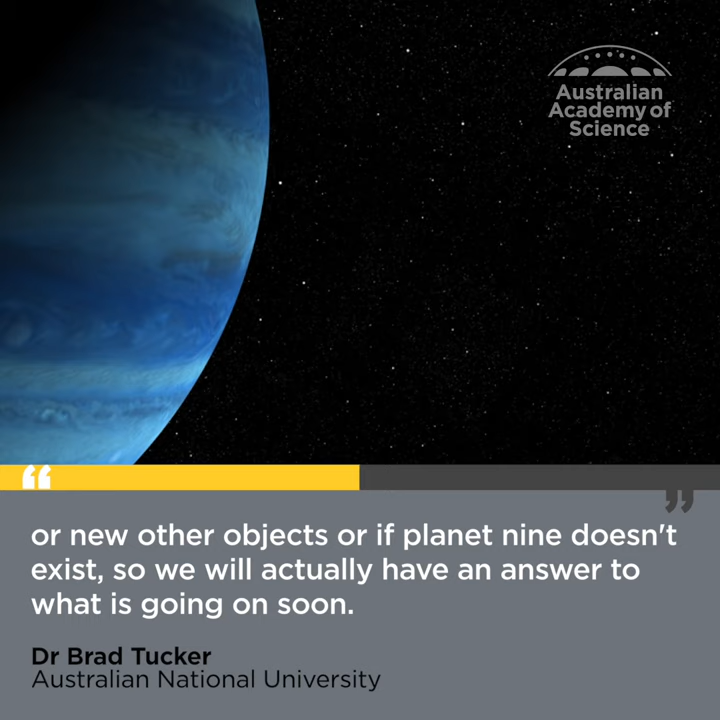 Australian
Academy of
Science
“
”
or new other objects or if planet nine doesn't
exist, so we will actually have an answer to
what is going on soon.
Dr Brad Tucker
Australian National University